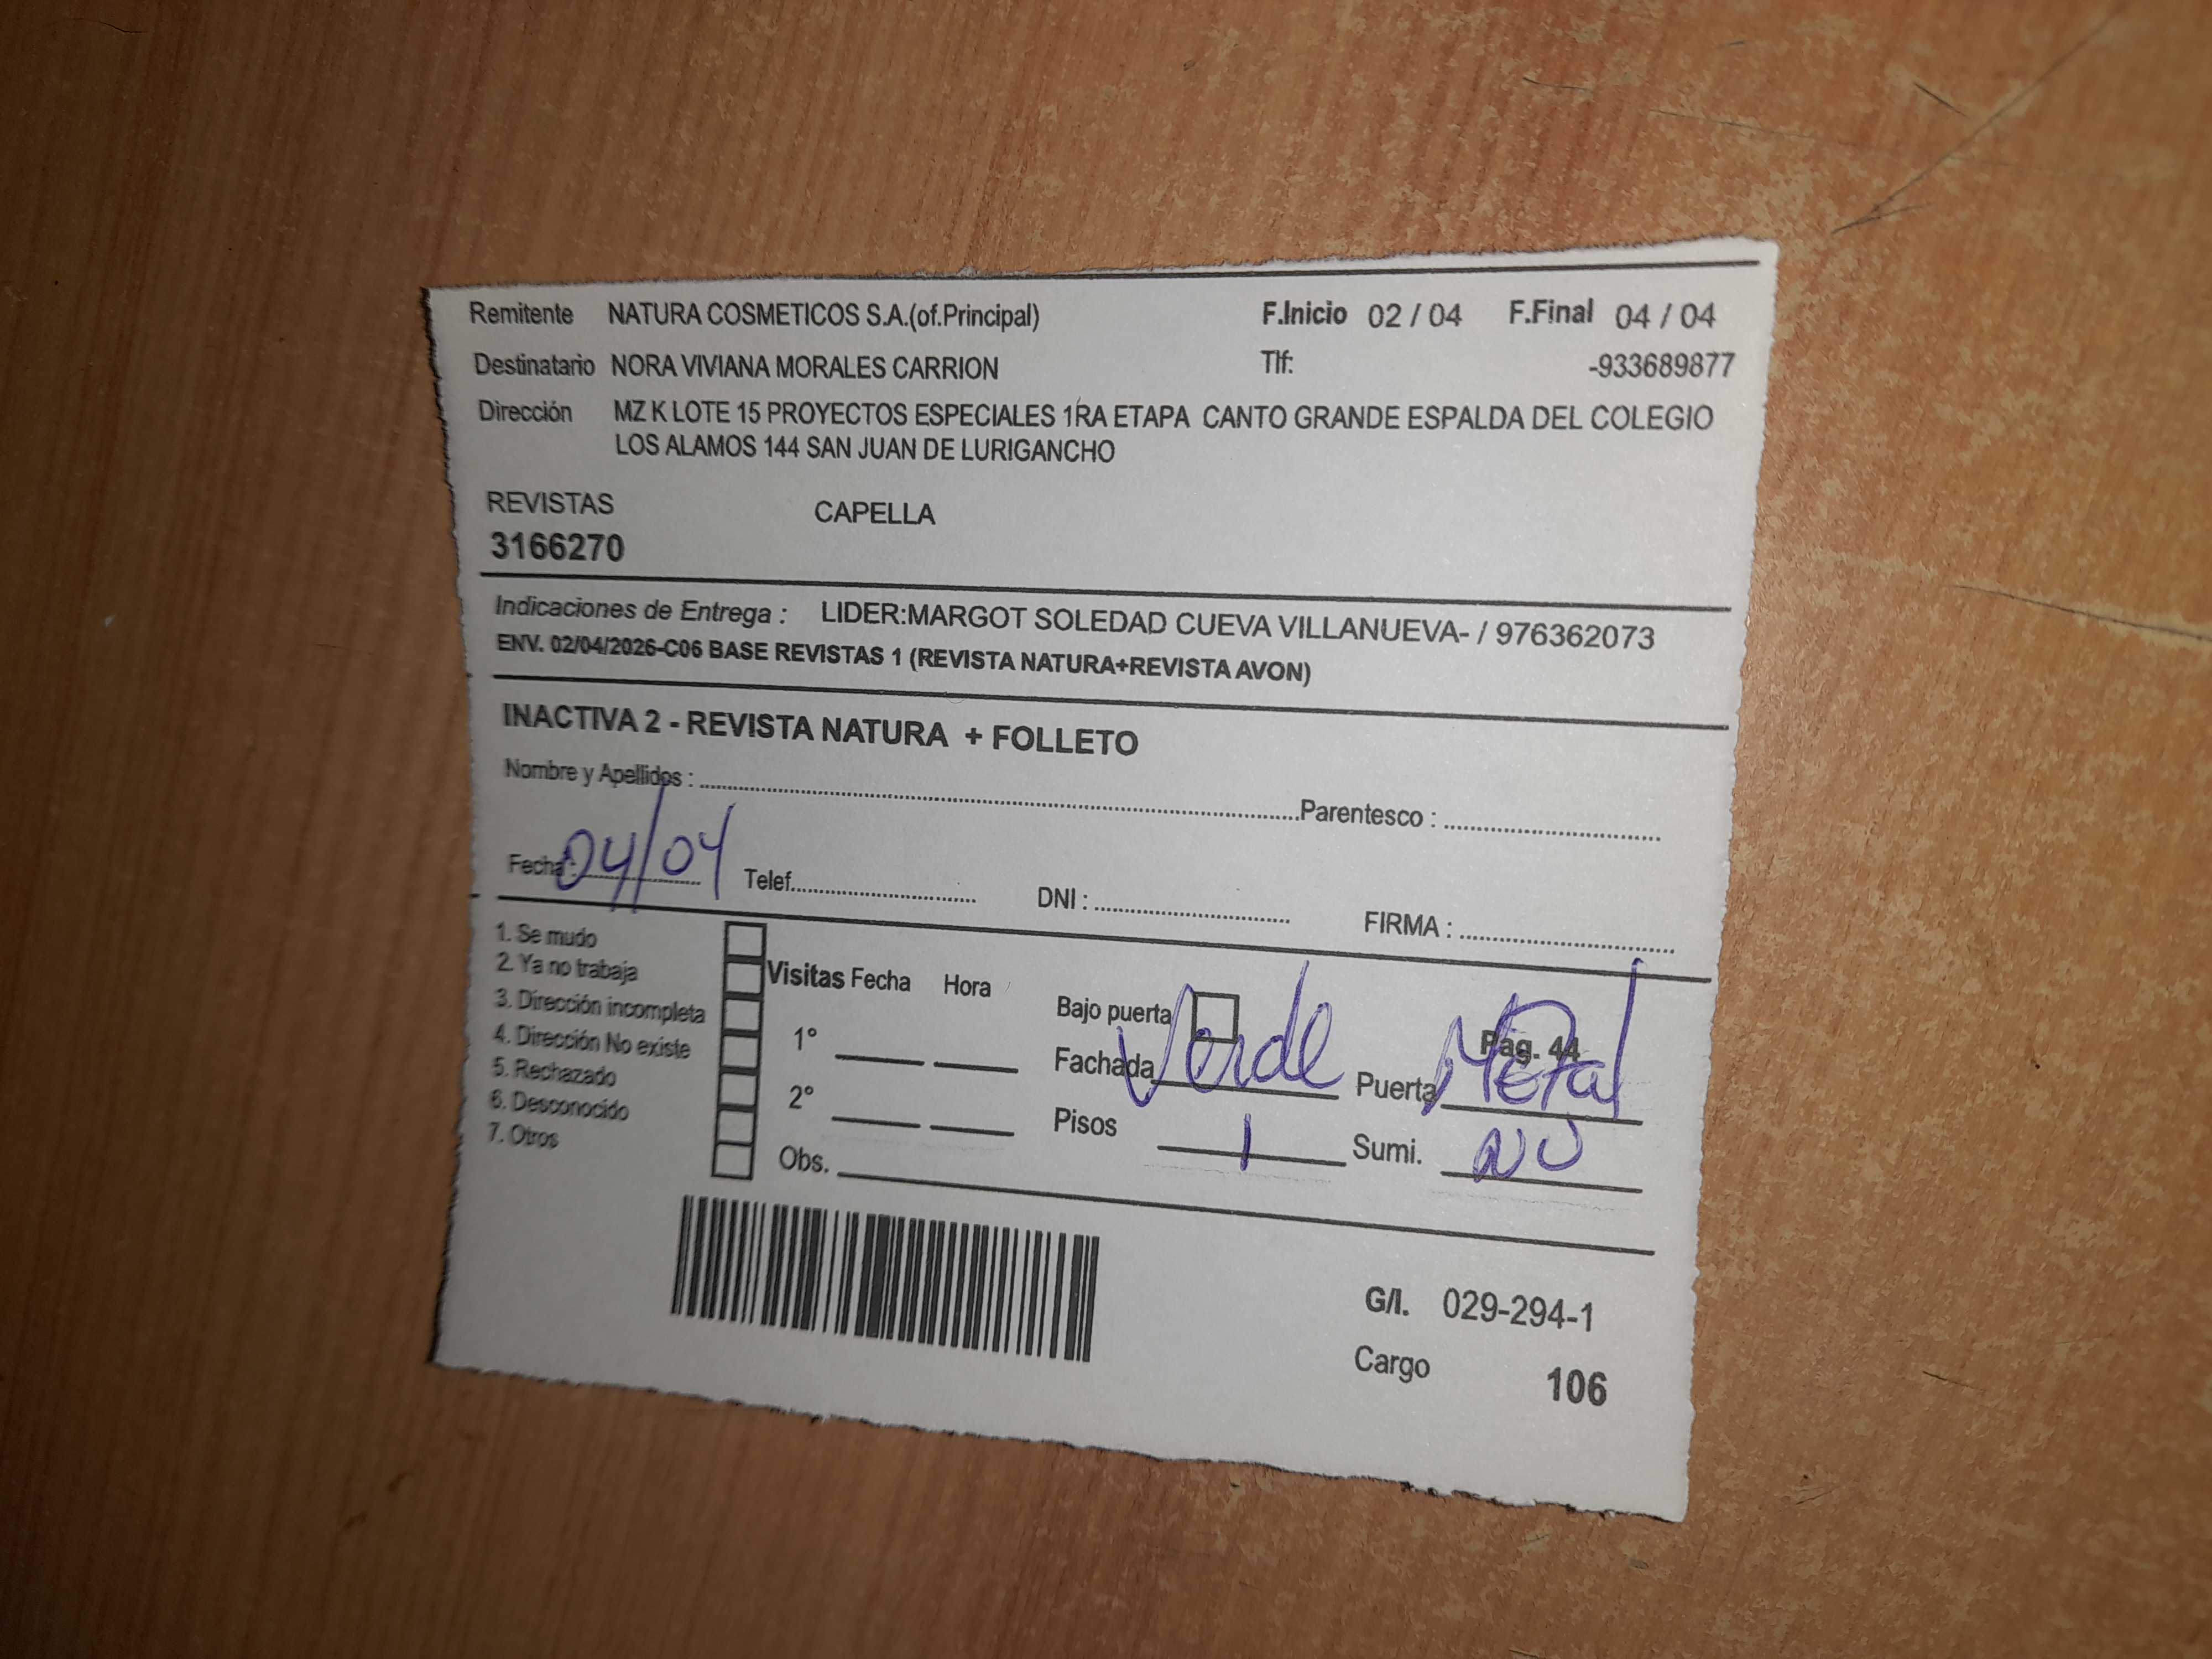 Remitente NATURA COSMETICOS S.A.(of.Principal) F.Inicio 02 / 04 F.Final 04 / 04
Destinatario NORA VIVIANA MORALES CARRION Tlf: -933689877
Dirección MZ K LOTE 15 PROYECTOS ESPECIALES 1RA ETAPA CANTO GRANDE ESPALDA DEL COLEGIO
LOS ALAMOS 144 SAN JUAN DE LURIGANCHO
REVISTAS CAPELLA
3166270
Indicaciones de Entrega : LIDER:MARGOT SOLEDAD CUEVA VILLANUEVA- / 976362073
ENV. 02/04/2026-C06 BASE REVISTAS 1 (REVISTA NATURA+REVISTA AVON)
INACTIVA 2 - REVISTA NATURA + FOLLETO
Nombre y Apellidos : Parentesco :
Fecha : 04/04 Telef. DNI : FIRMA :
1. Se mudo
2. Ya no trabaja
3. Dirección incompleta
4. Dirección No existe
5. Rechazado
6. Desconocido
7. Otros
Visitas Fecha Hora
1°
2°
Obs.
Bajo puerta Pag. 44
Fachada Verde Puerta Metal
Pisos 1 Sumi. NO
G/I. 029-294-1
Cargo 106